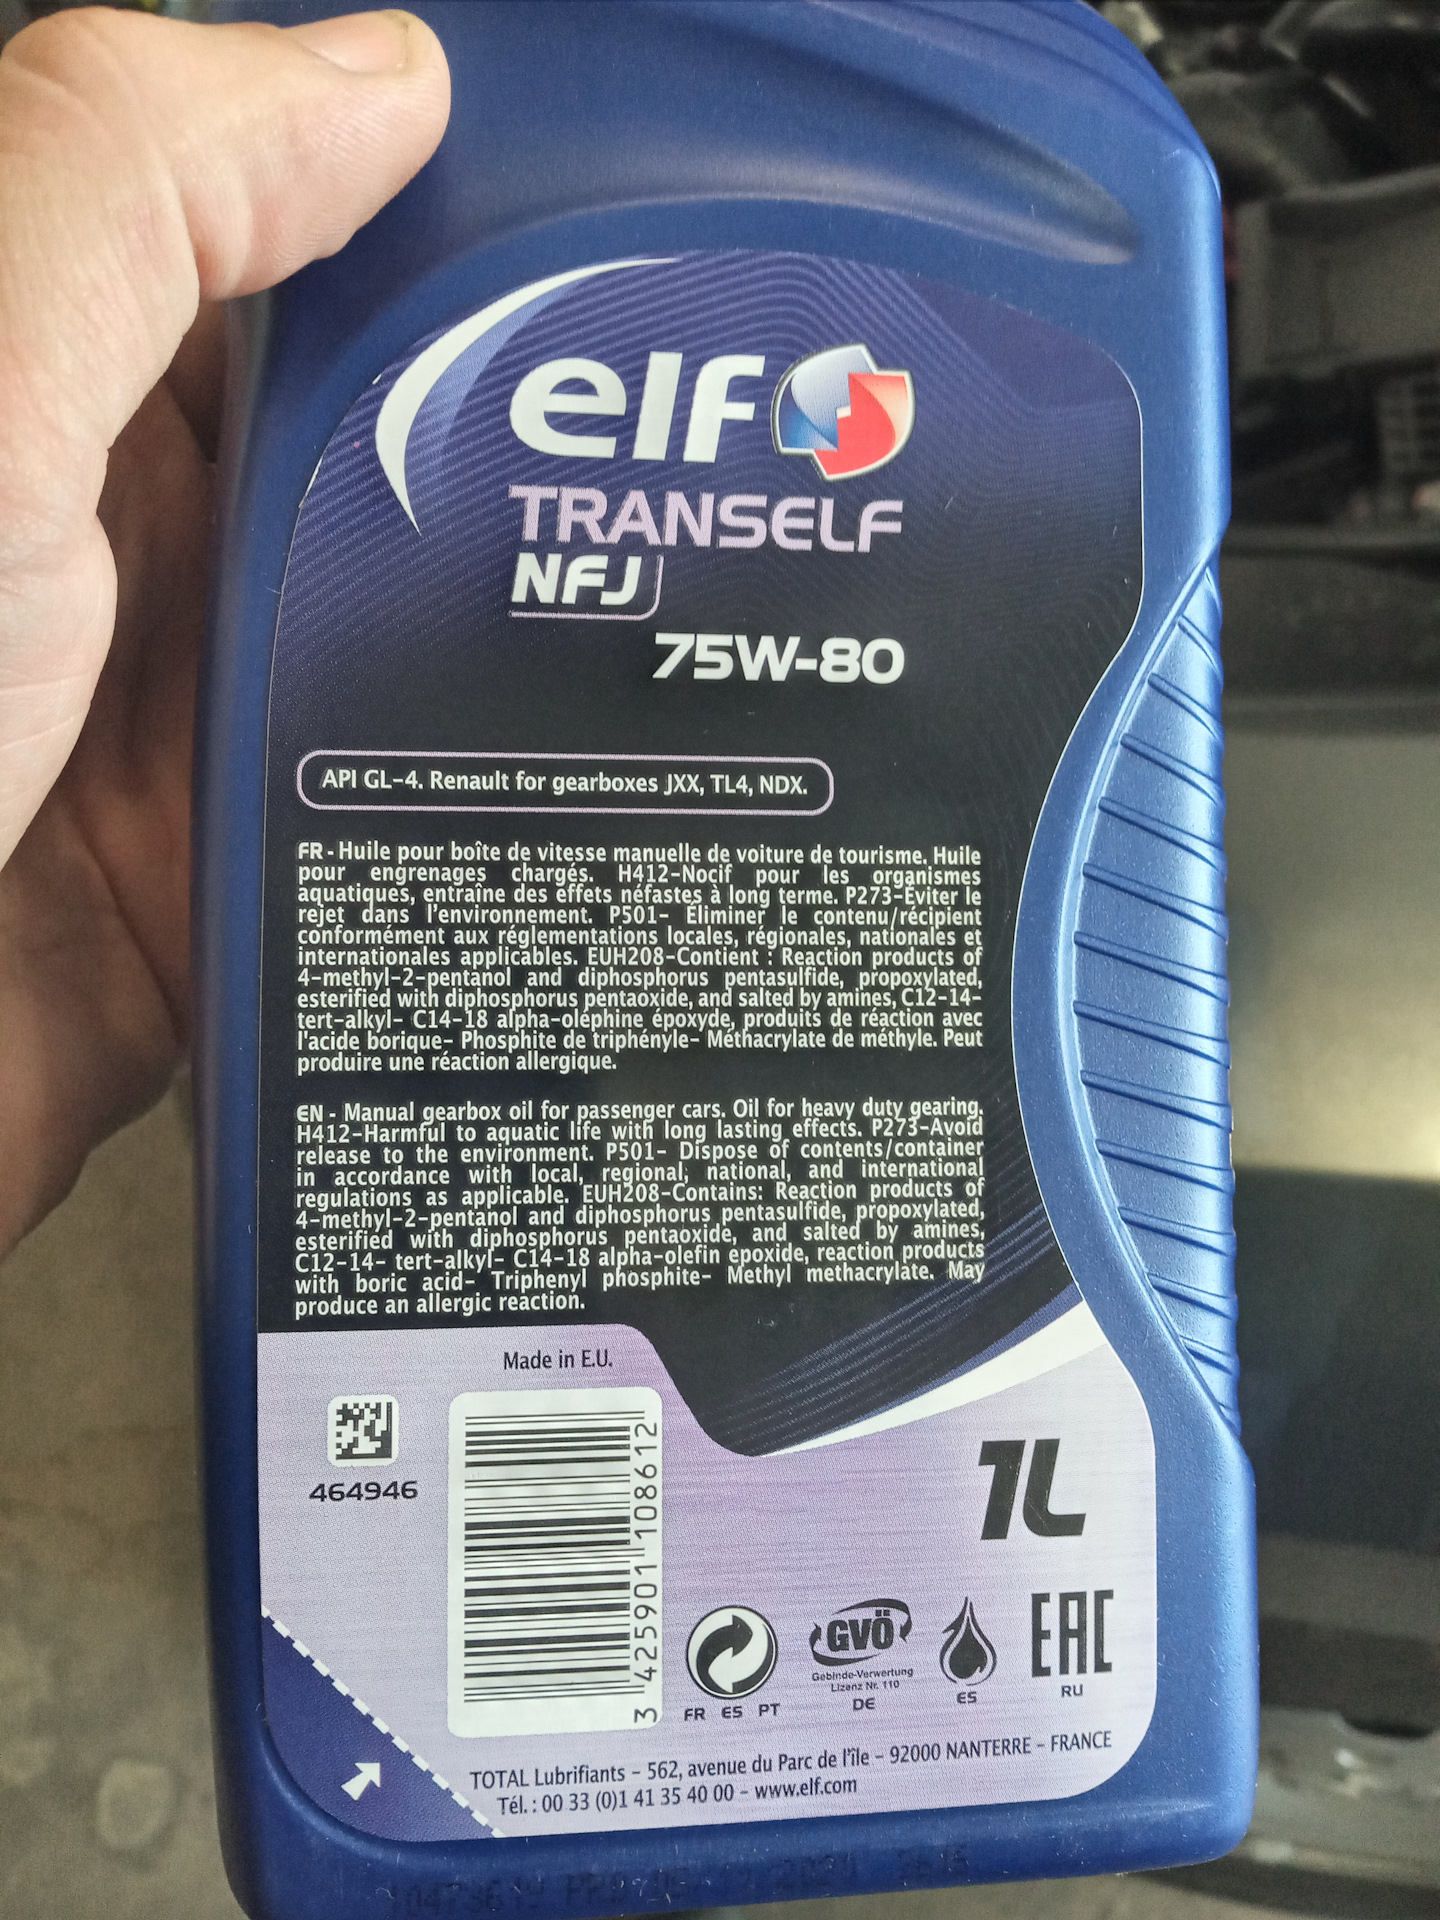 elf
TRANSELF
NFJ
75W-80
API GL-4. Renault for gearboxes JXX, TL4, NDX.
FR - Huile pour boîte de vitesse manuelle de voiture de tourisme. Huile
pour engrenages chargés. H412-Nocif pour les organismes
aquatiques, entraîne des effets néfastes à long terme. P273-Éviter le
rejet dans l'environnement. P501- Éliminer le contenu/récipient
conformément aux réglementations locales, régionales, nationales et
internationales applicables. EUH208-Contient : Reaction products of
4-methyl-2-pentanol and diphosphorus pentasulfide, propoxylated,
esterified with diphosphorus pentaoxide, and salted by amines, C12-14-
tert-alkyl- C14-18 alpha-oléphine époxyde, produits de réaction avec
l'acide borique- Phosphite de triphényle- Méthacrylate de méthyle. Peut
produire une réaction allergique.
EN - Manual gearbox oil for passenger cars. Oil for heavy duty gearing.
H412-Harmful to aquatic life with long lasting effects. P273-Avoid
release to the environment. P501- Dispose of contents/container
in accordance with local, regional, national, and international
regulations as applicable. EUH208-Contains: Reaction products of
4-methyl-2-pentanol and diphosphorus pentasulfide, propoxylated,
esterified with diphosphorus pentaoxide, and salted by amines,
C12-14- tert-alkyl- C14-18 alpha-olefin epoxide, reaction products
with boric acid- Triphenyl phosphite- Methyl methacrylate. May
produce an allergic reaction.
Made in E.U.
464946
3 425901 108612
1L
FR ES PT
GVÖ
Gebinde-Verwertung
Lizenz Nr. 110
DE
ES
EAC
RU
TOTAL Lubrifiants - 562, avenue du Parc de l'île - 92000 NANTERRE - FRANCE
Tél. : 00 33 (0)1 41 35 40 00 - www.elf.com